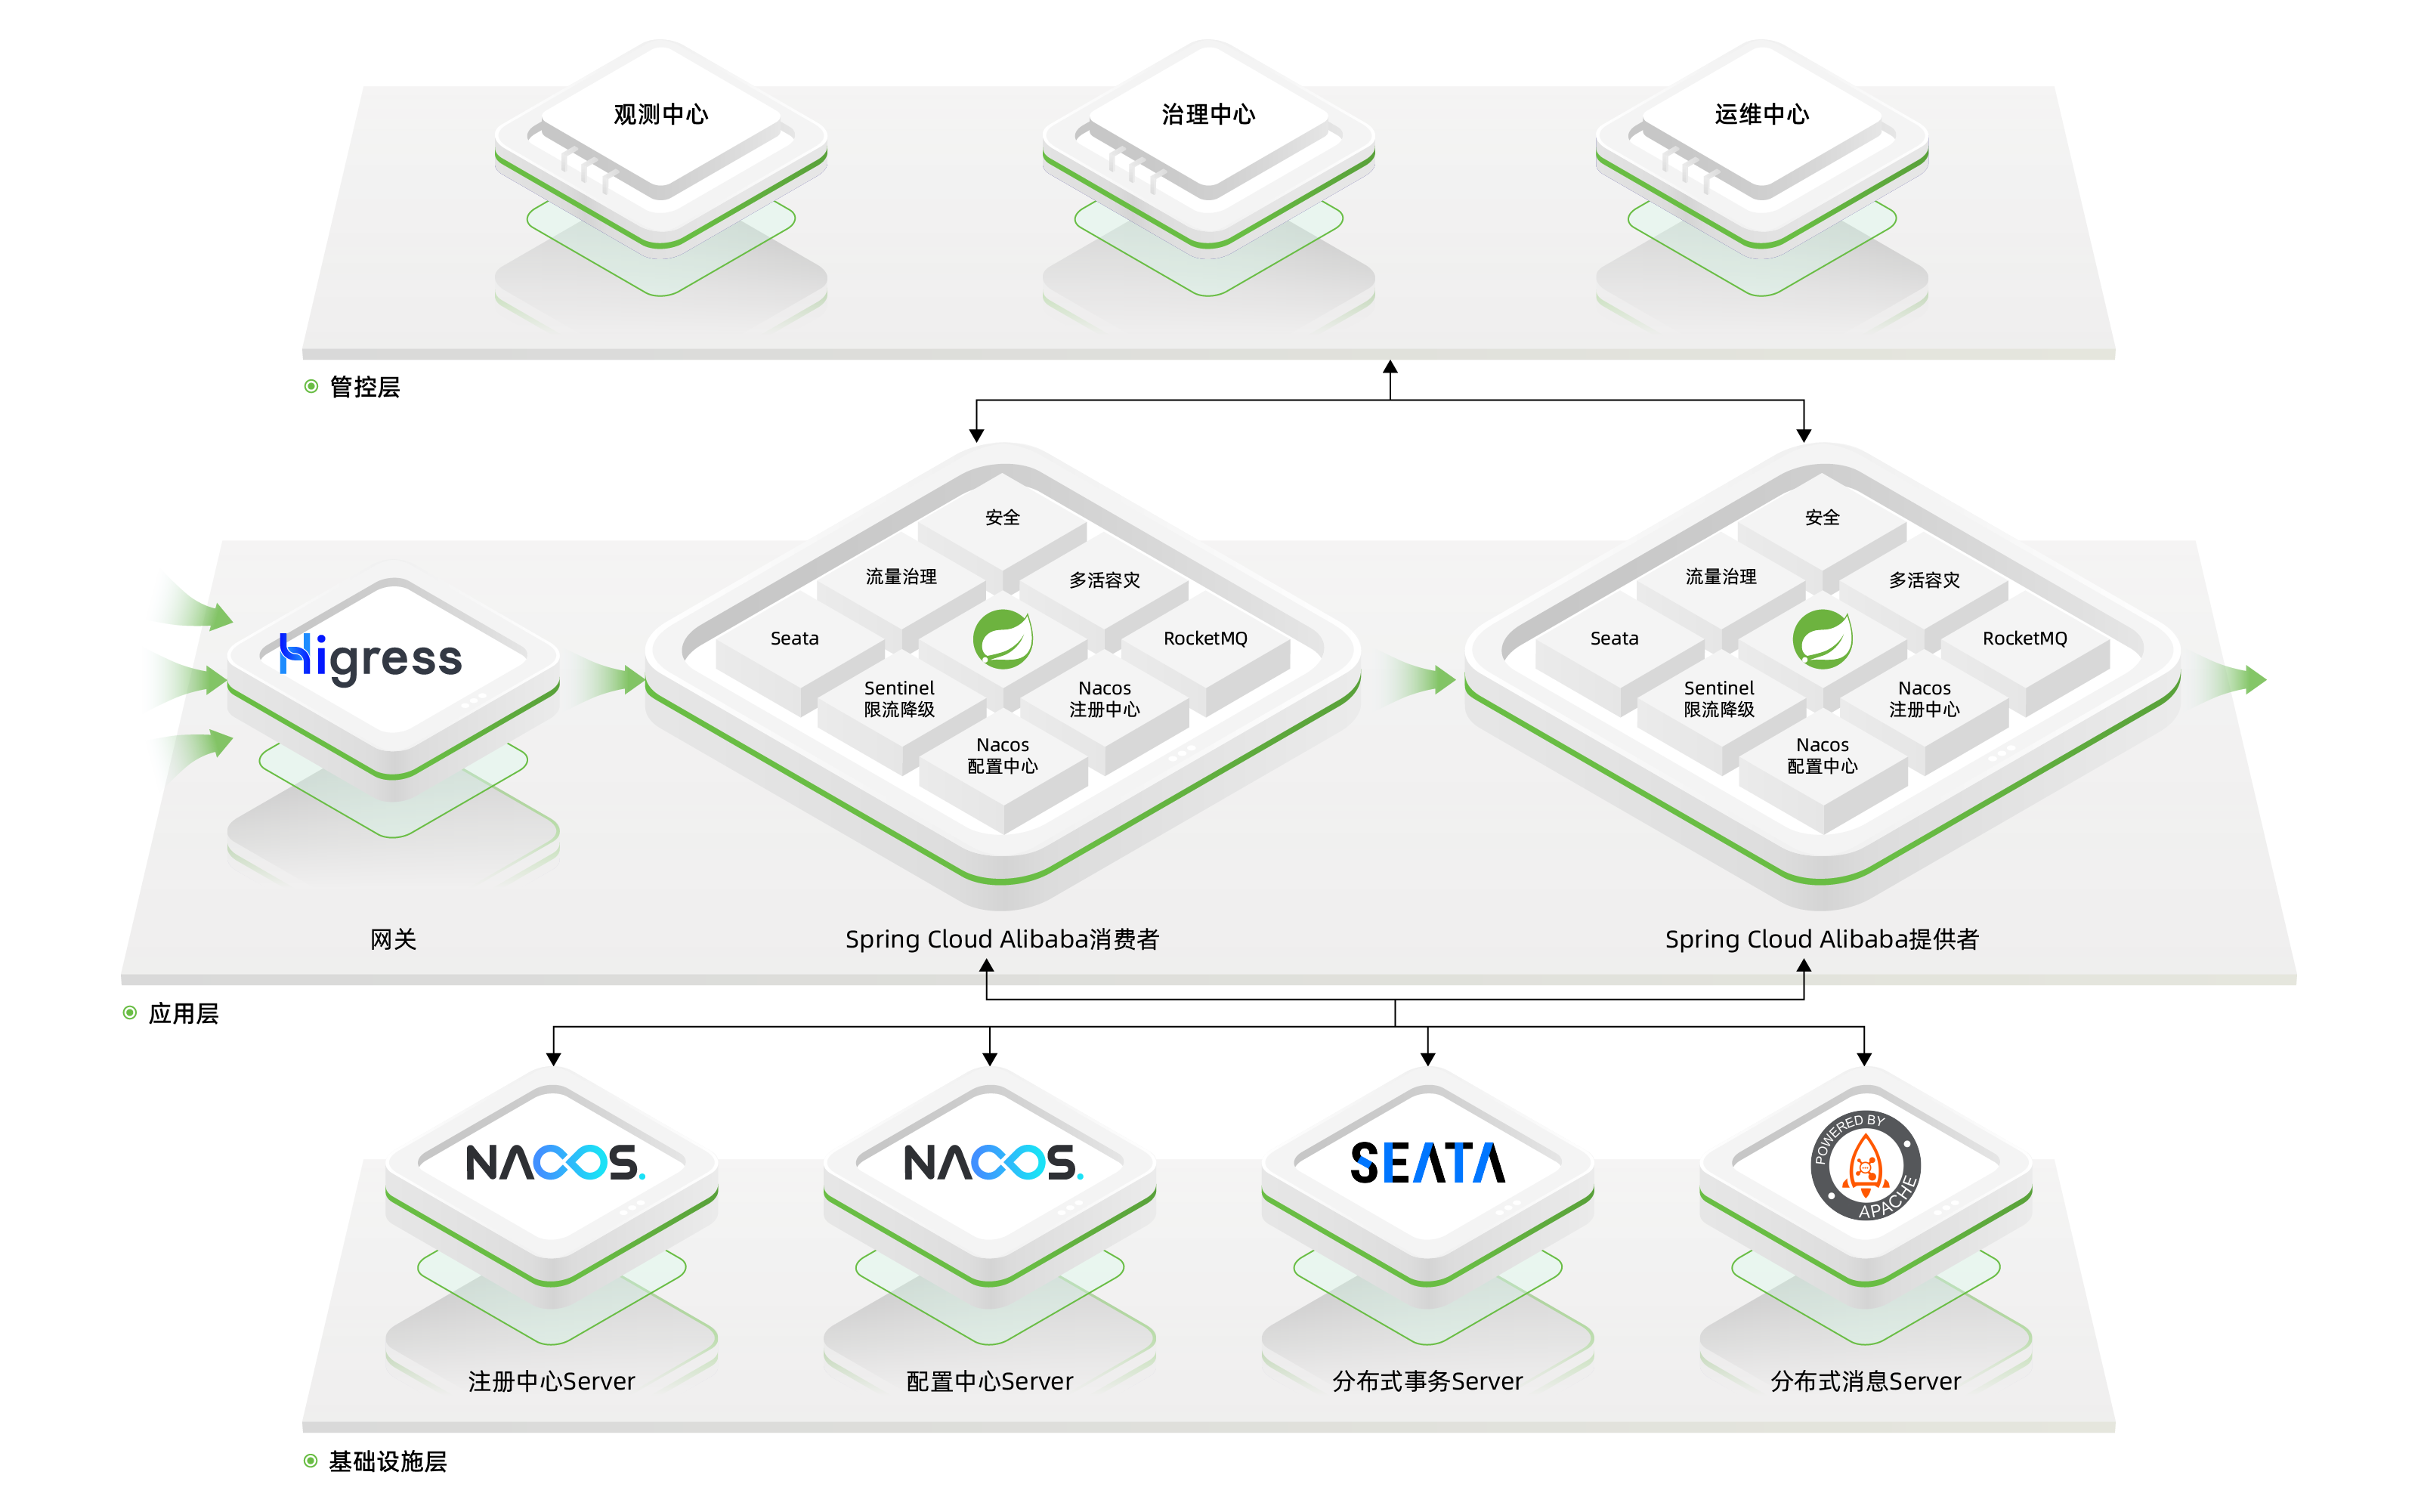 观测中心
治理中心
运维中心
管控层
安全
流量治理
多活容灾
Seata
RocketMQ
Sentinel
限流降级
Nacos
注册中心
Nacos
配置中心
安全
流量治理
多活容灾
Seata
RocketMQ
Sentinel
限流降级
Nacos
注册中心
Nacos
配置中心
Higress
网关
Spring Cloud Alibaba消费者
Spring Cloud Alibaba提供者
应用层
NACOS.
NACOS.
SEATA
POWERED BY
APACHE
注册中心Server
配置中心Server
分布式事务Server
分布式消息Server
基础设施层